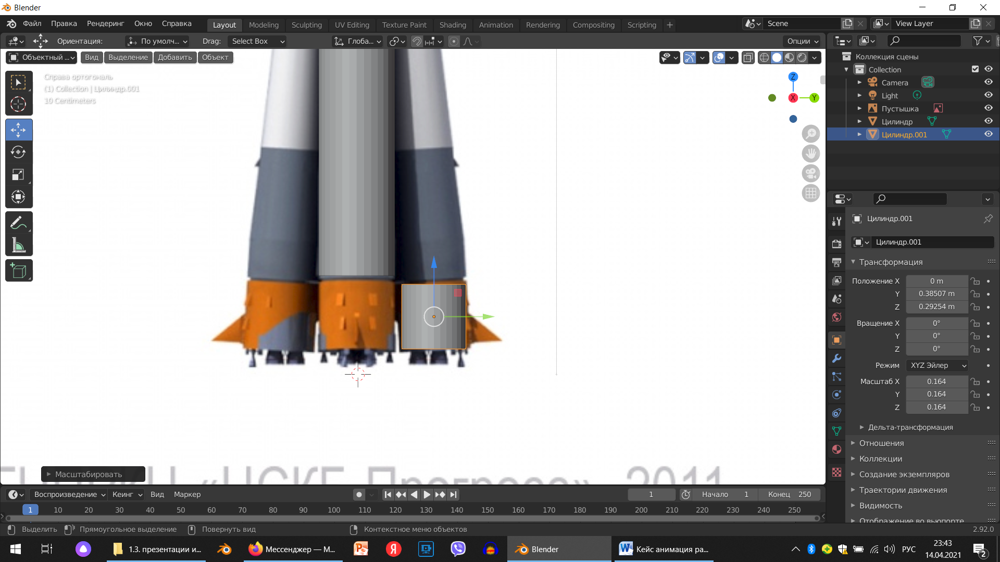 Blender
Файл Правка Рендеринг Окно Справка Layout Modeling Sculpting UV Editing Texture Paint Shading Animation Rendering Compositing Scripting + Scene View Layer
Ориентация: По умолч... Drag: Select Box Глоба... Опции
Объектный ... Вид Выделение Добавить Объект
Справа ортогональ
(1) Collection | Цилиндр.001
10 Centimeters
Z
X
Y
Коллекция сцены
Collection
Camera
Light
Пустышка
Цилиндр
Цилиндр.001
Цилиндр.001
Цилиндр.001
Трансформация
Положение X 0 m
Y 0.38507 m
Z 0.29254 m
Вращение X 0°
Y 0°
Z 0°
Режим XYZ Эйлер
Масштаб X 0.164
Y 0.164
Z 0.164
Дельта-трансформация
Отношения
Коллекции
Создание экземпляров
Траектории движения
Видимость
Отображение во вьюпорте
«ЦСКБ-Прогресс», 2011
Масштабировать
Воспроизведение Кеинг Вид Маркер 1 Начало 1 Конец 250
1 10 20 30 40 50 60 70 80 90 100 110 120 130 140 150 160 170 180 190 200 210 220 230 240 250
Выделить Прямоугольное выделение Повернуть вид Контекстное меню объектов 2.92.0
1.3. презентации и... Мессенджер — М... Blender Кейс анимация ра... РУС 23:43
14.04.2021 2